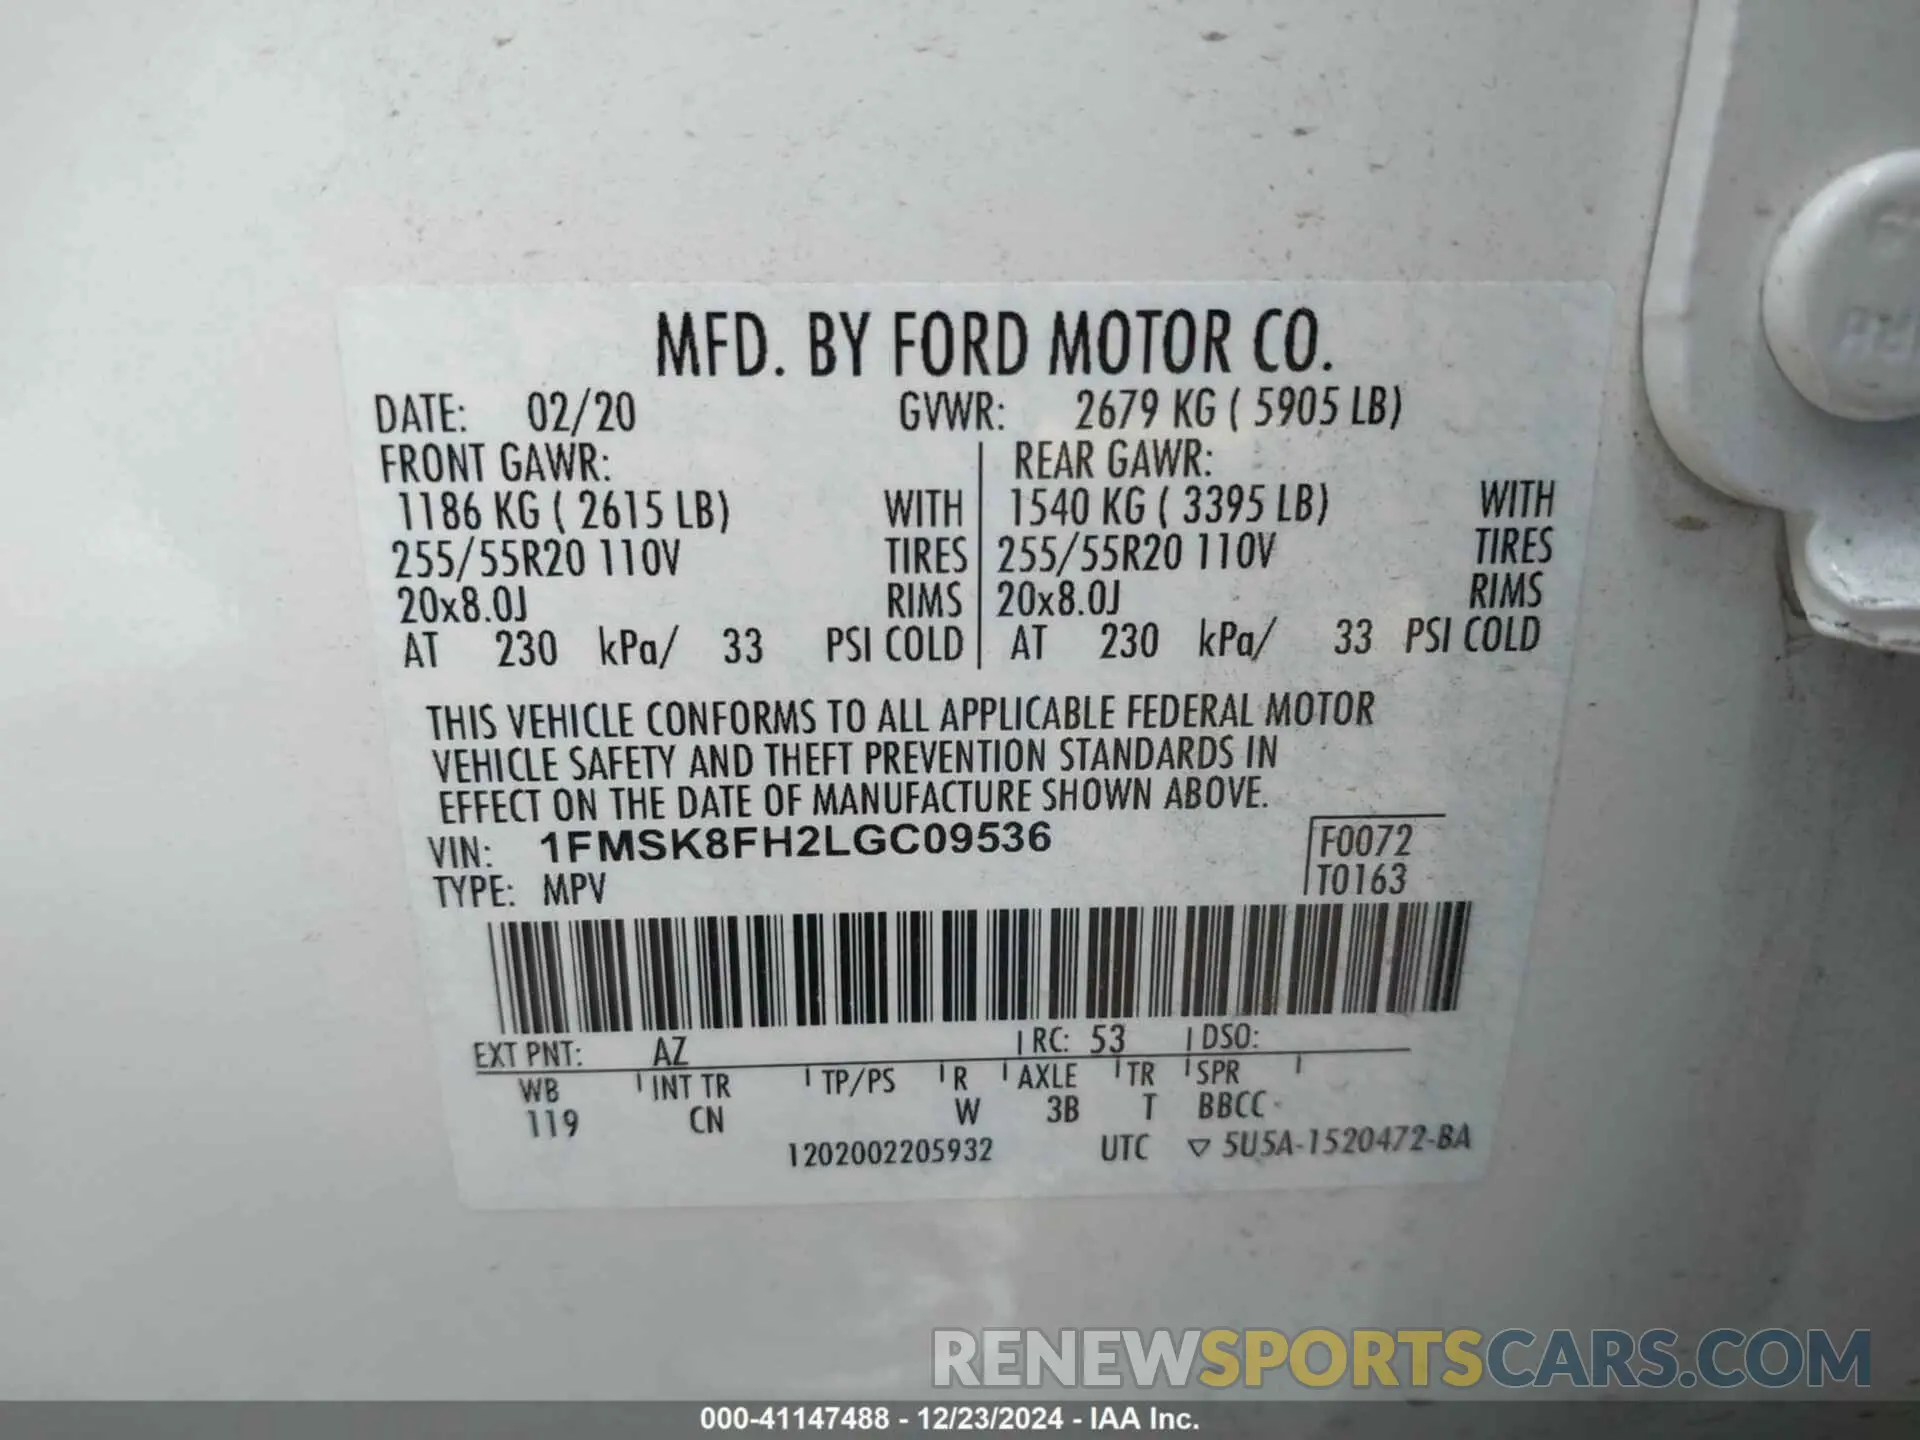 MFD. BY FORD MOTOR CO.
DATE: 02/20 GVWR: 2679 KG ( 5905 LB)
FRONT GAWR: REAR GAWR:
1186 KG ( 2615 LB) WITH 1540 KG ( 3395 LB) WITH
255/55R20 110V TIRES 255/55R20 110V TIRES
20x8.0J RIMS 20x8.0J RIMS
AT 230 kPa/ 33 PSI COLD AT 230 kPa/ 33 PSI COLD
THIS VEHICLE CONFORMS TO ALL APPLICABLE FEDERAL MOTOR
VEHICLE SAFETY AND THEFT PREVENTION STANDARDS IN
EFFECT ON THE DATE OF MANUFACTURE SHOWN ABOVE.
VIN: 1FMSK8FH2LGC09536 F0072
TYPE: MPV T0163
EXT PNT: AZ RC: 53 DSO:
WB INT TR TP/PS R AXLE TR SPR
119 CN W 3B T BBCC
1202002205932 UTC ▽ 5U5A-1520472-BA
RENEWSPORTSCARS.COM
000-41147488 - 12/23/2024 - IAA Inc.